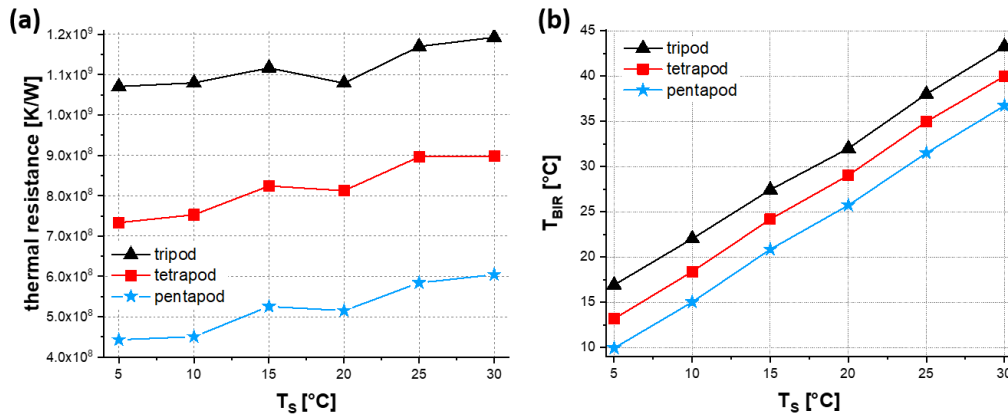 (a)
thermal resistance [K/W]
1.2x10⁹
1.1x10⁹
1.0x10⁹
9.0x10⁸
8.0x10⁸
7.0x10⁸
6.0x10⁸
5.0x10⁸
4.0x10⁸
tripod
tetrapod
pentapod
5 10 15 20 25 30
T_S [°C]
(b)
T_BIR [°C]
45
40
35
30
25
20
15
10
tripod
tetrapod
pentapod
5 10 15 20 25 30
T_S [°C]